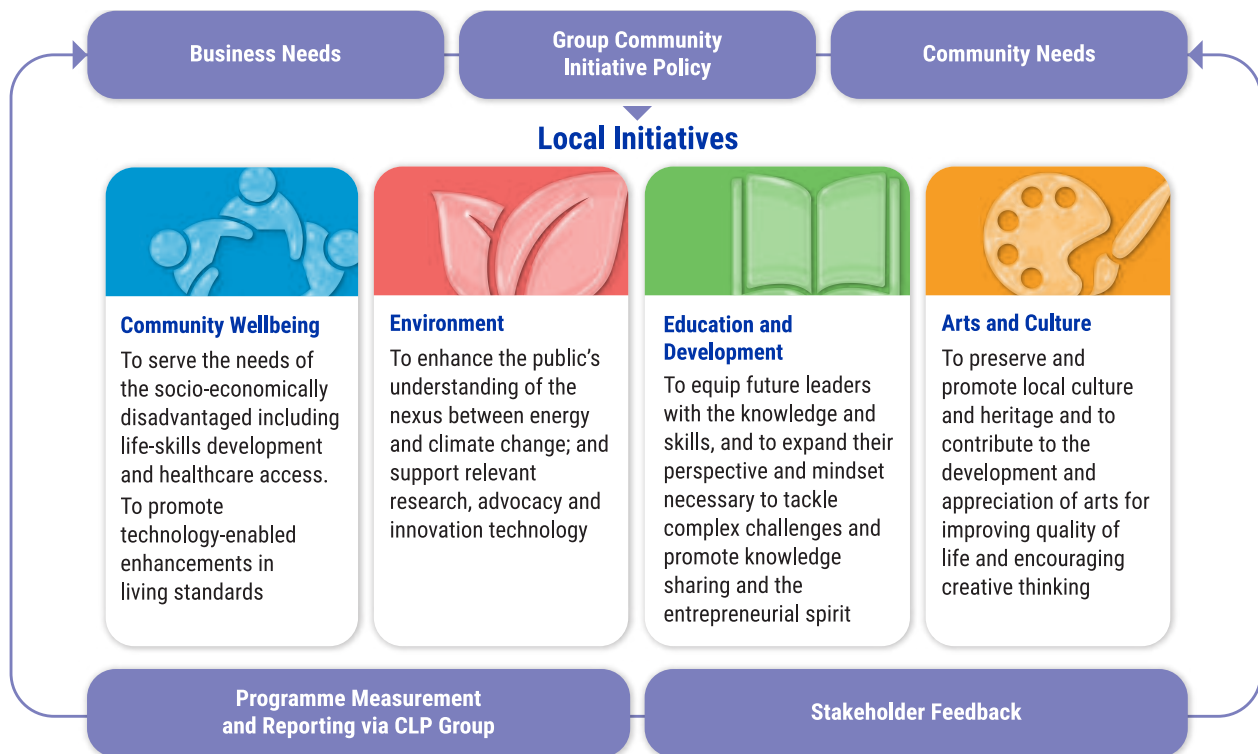 Business Needs
Group Community
Initiative Policy
Community Needs
Local Initiatives
Community Wellbeing
To serve the needs of
the socio-economically
disadvantaged including
life-skills development
and healthcare access.
To promote
technology-enabled
enhancements in
living standards
Environment
To enhance the public's
understanding of the
nexus between energy
and climate change; and
support relevant
research, advocacy and
innovation technology
Education and
Development
To equip future leaders
with the knowledge and
skills, and to expand their
perspective and mindset
necessary to tackle
complex challenges and
promote knowledge
sharing and the
entrepreneurial spirit
Arts and Culture
To preserve and
promote local culture
and heritage and to
contribute to the
development and
appreciation of arts for
improving quality of
life and encouraging
creative thinking
Programme Measurement
and Reporting via CLP Group
Stakeholder Feedback